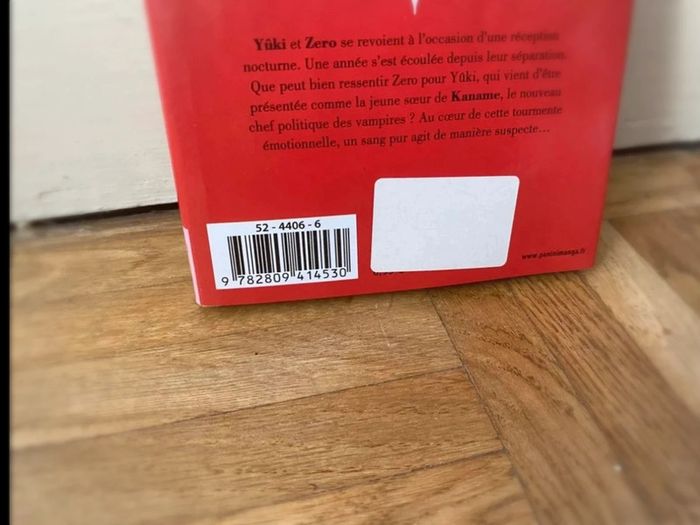 Yûki et Zero se revoient à l'occasion d'une réception
nocturne. Une année s'est écoulée depuis leur séparation.
Que peut bien ressentir Zero pour Yûki, qui vient d'être
présentée comme la jeune sœur de Kaname, le nouveau
chef politique des vampires ? Au cœur de cette tourmente
émotionnelle, un sang pur agit de manière suspecte...
52 - 4406 - 6
9 782809 414530
www.paninimanga.fr